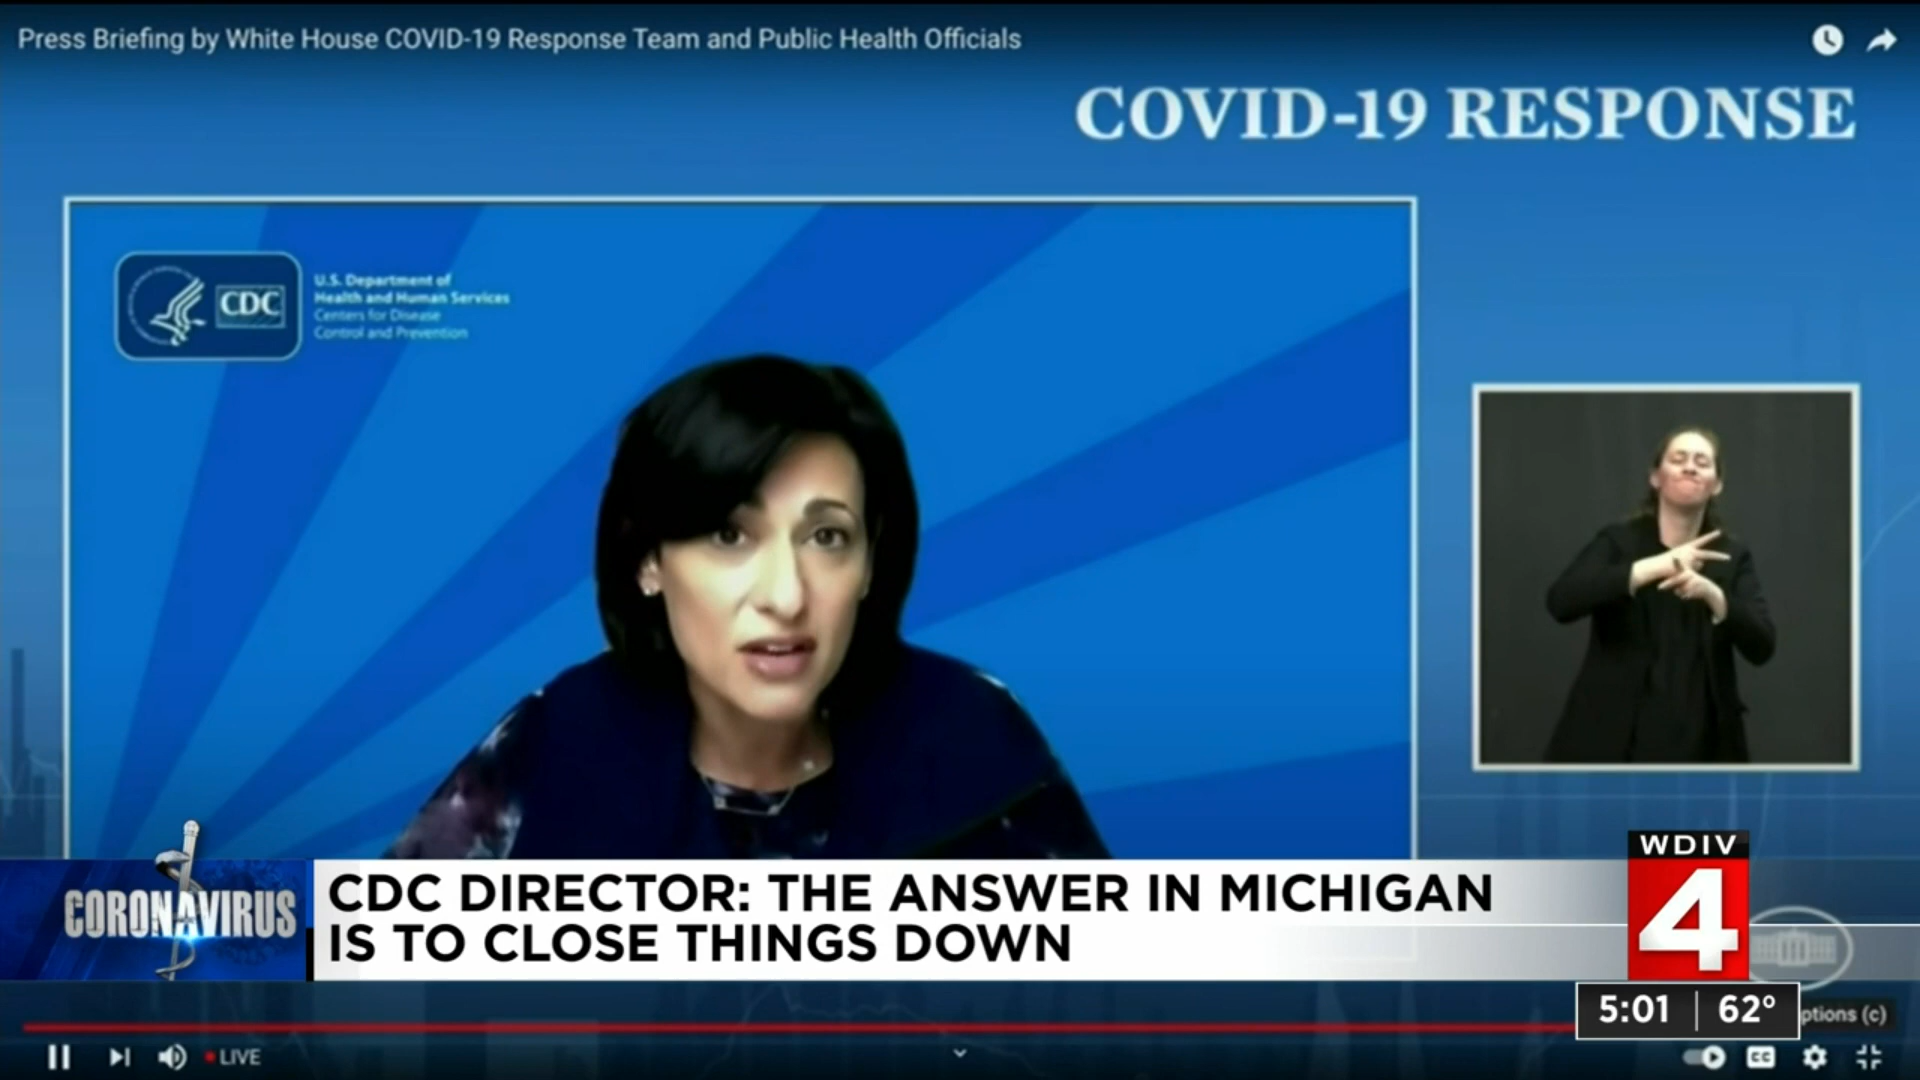 Press Briefing by White House COVID-19 Response Team and Public Health Officials
COVID-19 RESPONSE
CDC
U.S. Department of
Health and Human Services
Centers for Disease
Control and Prevention
CORONAVIRUS
CDC DIRECTOR: THE ANSWER IN MICHIGAN
IS TO CLOSE THINGS DOWN
WDIV
4
5:01 62°
ptions (c)
LIVE
CC